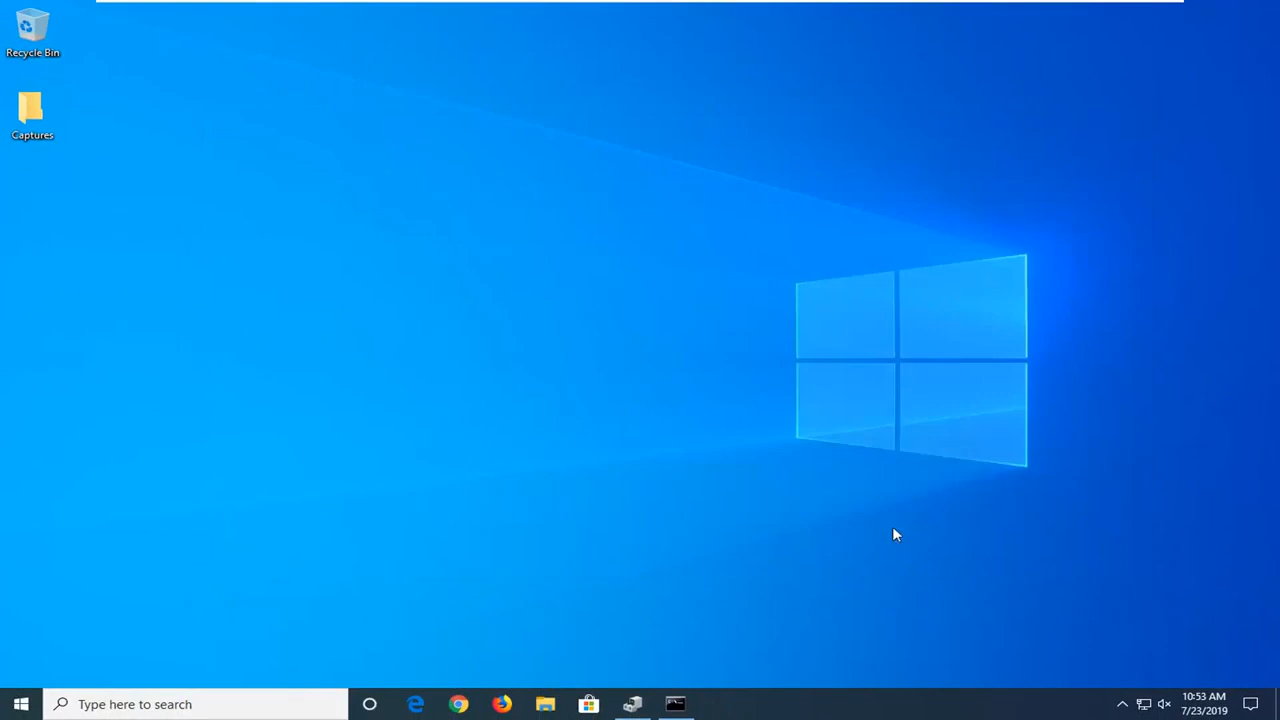 Recycle Bin
Captures
Type here to search
10:53 AM
7/23/2019